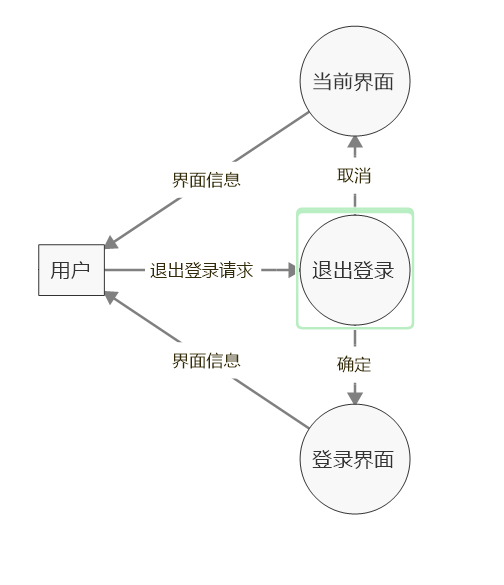 当前界面
界面信息
取消
用户
退出登录请求
退出登录
界面信息
确定
登录界面